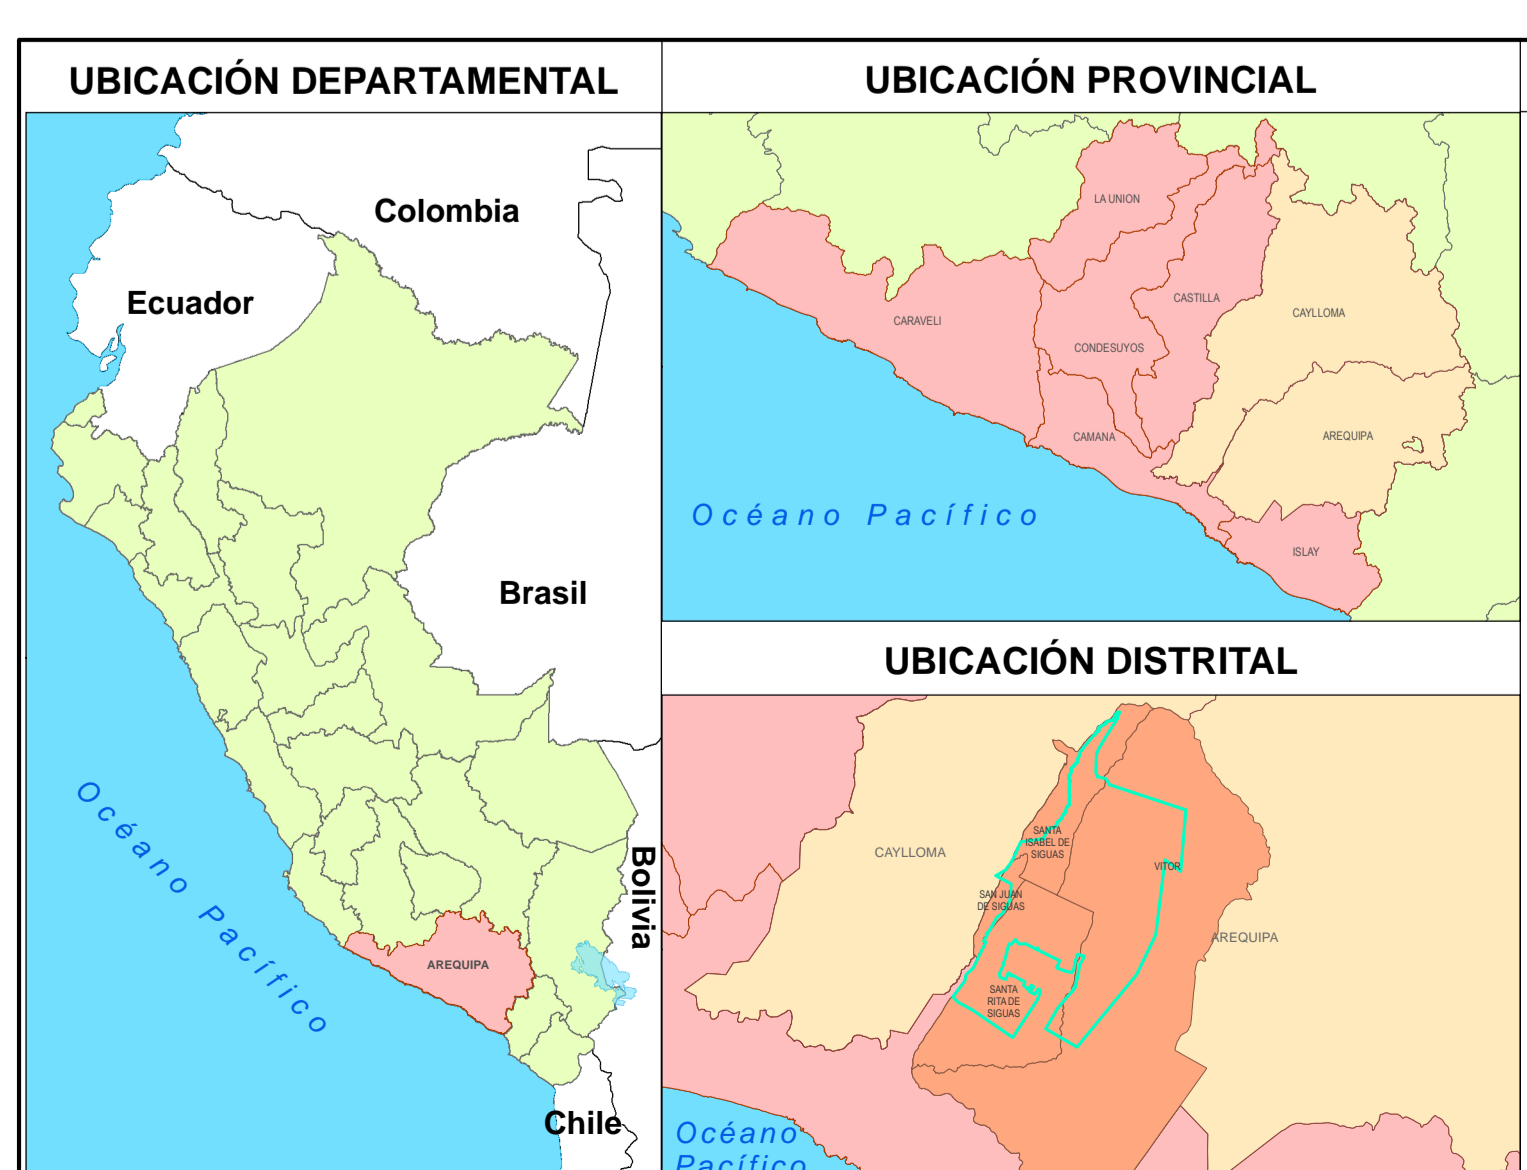 UBICACIÓN DEPARTAMENTAL
Colombia
Ecuador
Brasil
Bolivia
Océano Pacífico
AREQUIPA
Chile
UBICACIÓN PROVINCIAL
LA UNION
CASTILLA
CAYLLOMA
CARAVELI
CONDESUYOS
CAMANA
AREQUIPA
Océano Pacífico
ISLAY
UBICACIÓN DISTRITAL
SANTA
ISABEL DE
SIGUAS
CAYLLOMA
VITOR
SAN JUAN
DE SIGUAS
AREQUIPA
SANTA
RITA DE
SIGUAS
Océano
Pacífico